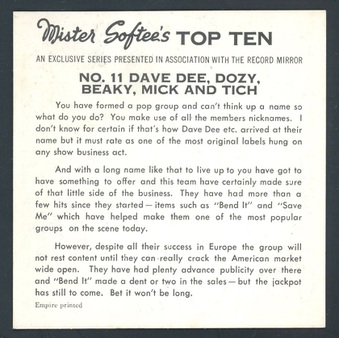 Mister Softee's TOP TEN
AN EXCLUSIVE SERIES PRESENTED IN ASSOCIATION WITH THE RECORD MIRROR
NO. 11 DAVE DEE, DOZY,
BEAKY, MICK AND TICH
You have formed a pop group and can't think up a name so
what do you do? You make use of all the members nicknames. I
don't know for certain if that's how Dave Dee etc. arrived at their
name but it must rate as one of the most original labels hung on
any show business act.
And with a long name like that to live up to you have got to
have something to offer and this team have certainly made sure
of that little side of the business. They have had more than a
few hits since they started — items such as "Bend It" and "Save
Me" which have helped make them one of the most popular
groups on the scene today.
However, despite all their success in Europe the group will
not rest content until they can really crack the American market
wide open. They have had plenty advance publicity over there
and "Bend It" made a dent or two in the sales — but the jackpot
has still to come. Bet it won't be long.
Empire printed